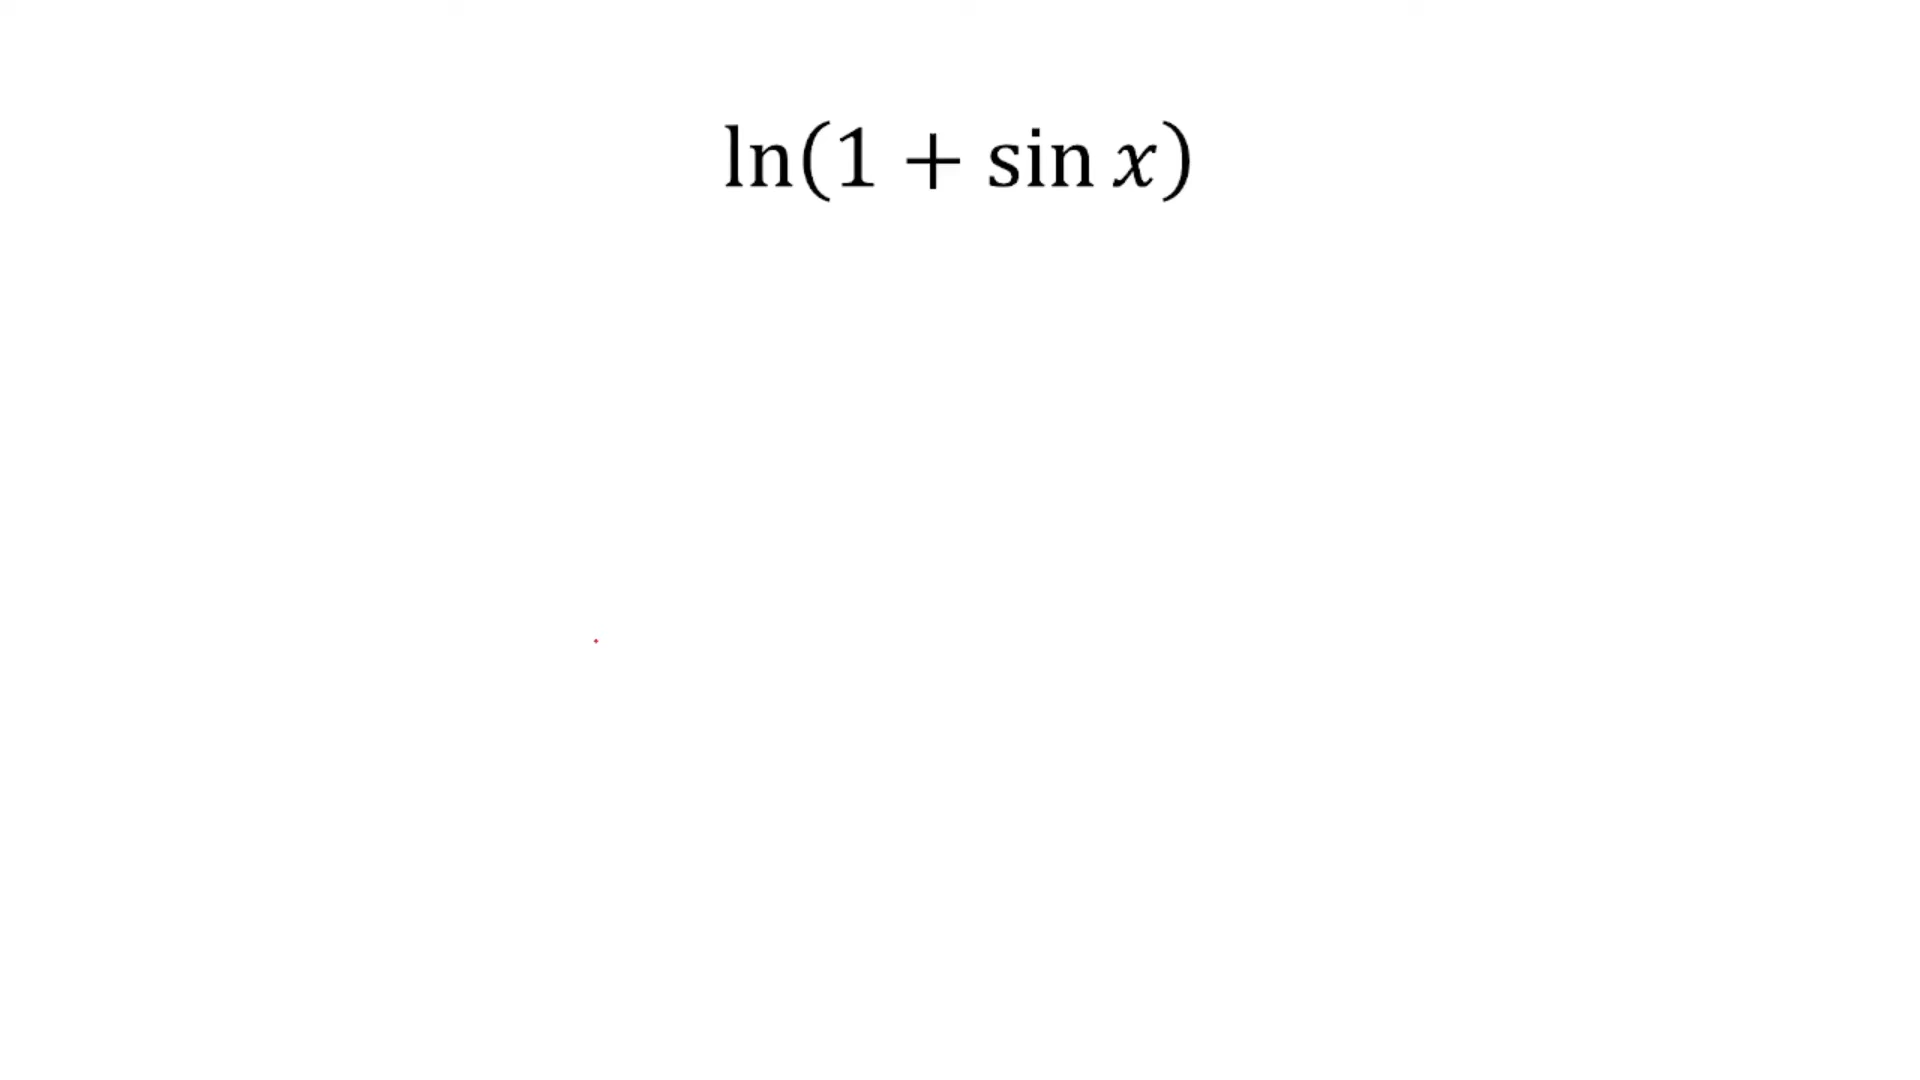 ln(1 + sin x)